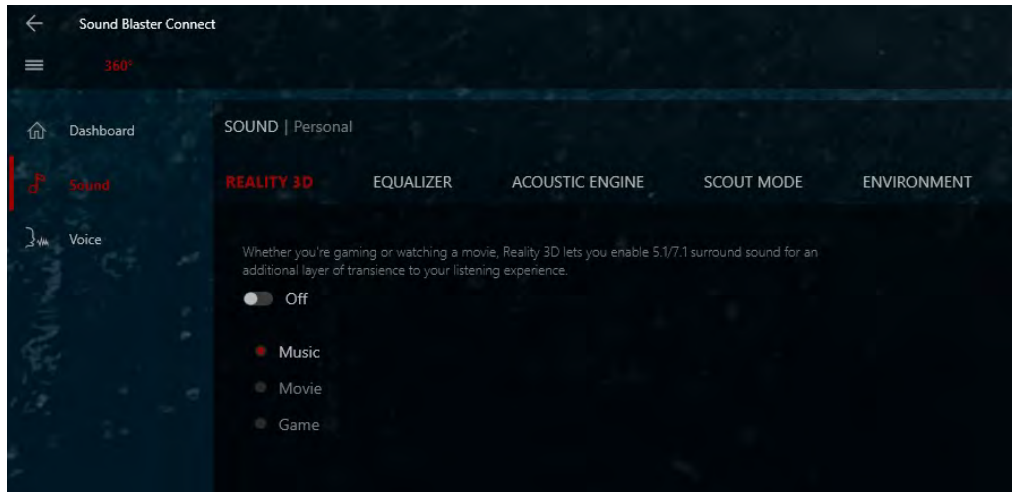 Sound Blaster Connect
360°
Dashboard
Sound
Voice
SOUND | Personal
REALITY 3D EQUALIZER ACOUSTIC ENGINE SCOUT MODE ENVIRONMENT
Whether you're gaming or watching a movie, Reality 3D lets you enable 5.1/7.1 surround sound for an
additional layer of transience to your listening experience.
Off
Music
Movie
Game